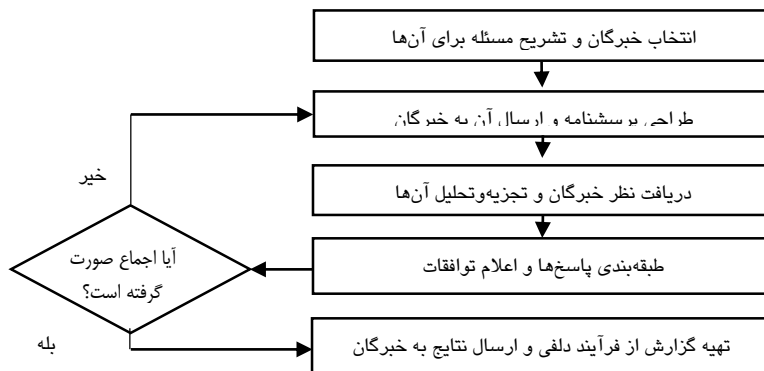 انتخاب خبرگان و تشریح مسئله برای آن‌ها
طراحی پرسشنامه و ارسال آن به خبرگان
خیر
دریافت نظر خبرگان و تجزیه‌وتحلیل آن‌ها
آیا اجماع صورت
گرفته است؟
طبقه‌بندی پاسخ‌ها و اعلام توافقات
بله
تهیه گزارش از فرآیند دلفی و ارسال نتایج به خبرگان